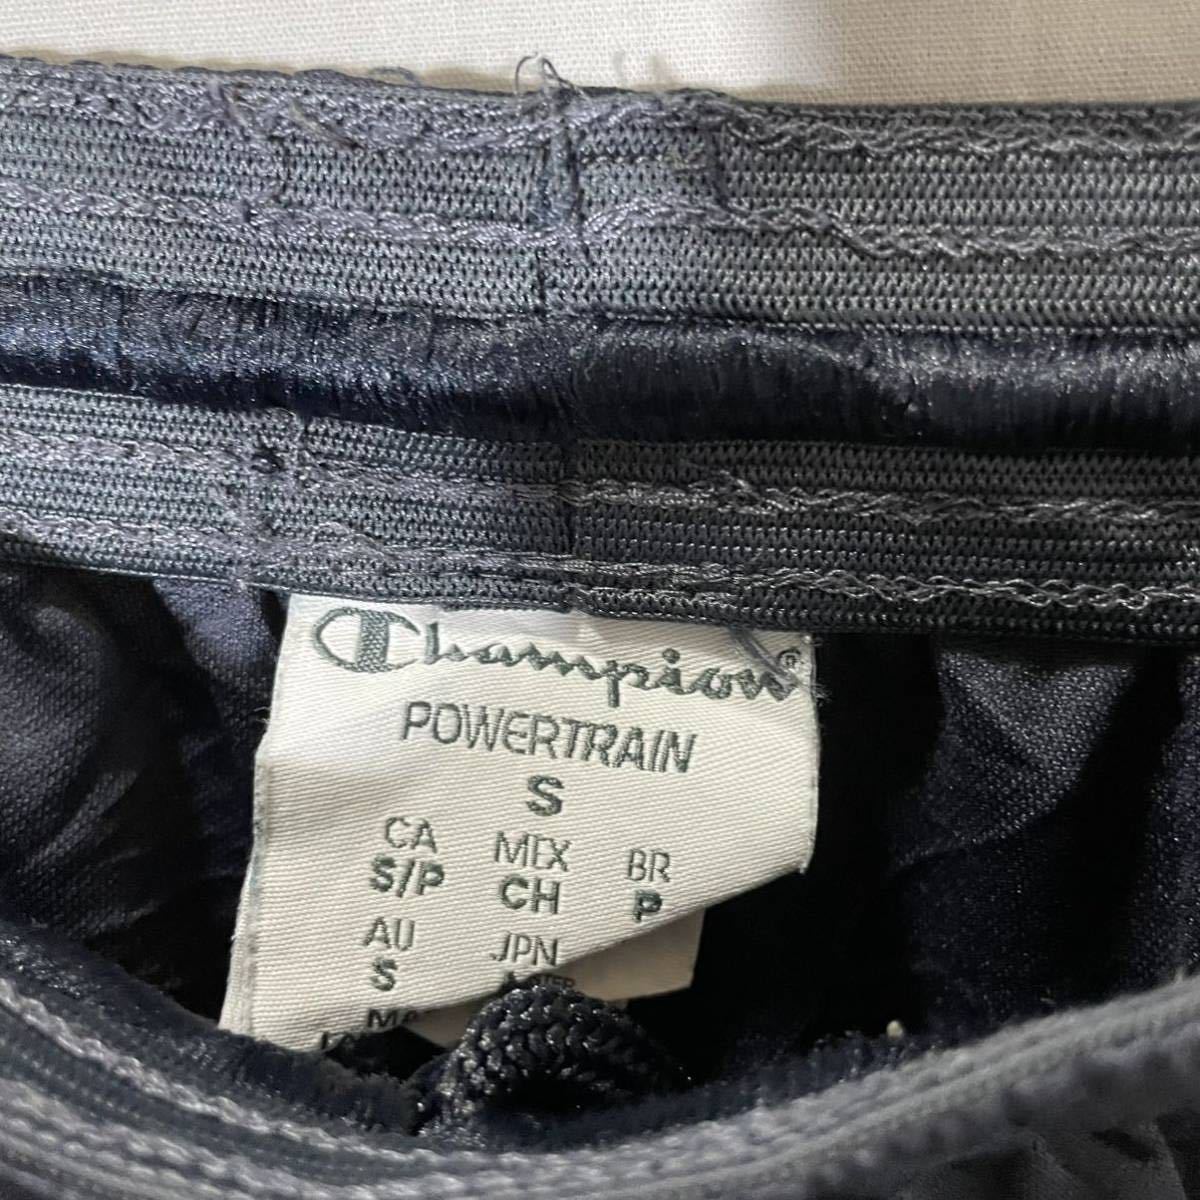 Champion®
POWERTRAIN
S
CA MEX BR
S/P CH P
AU JPN
S